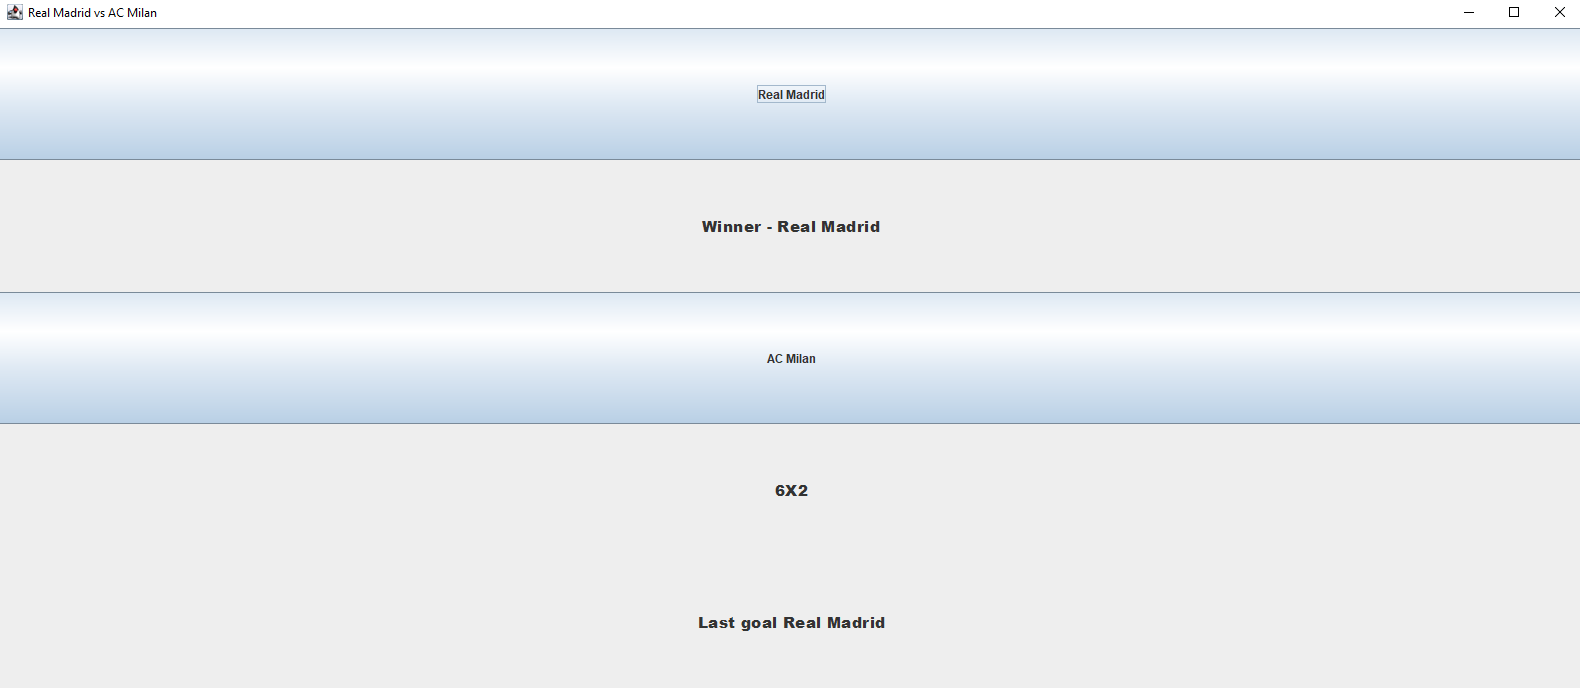 Real Madrid vs AC Milan
Real Madrid
Winner - Real Madrid
AC Milan
6X2
Last goal Real Madrid